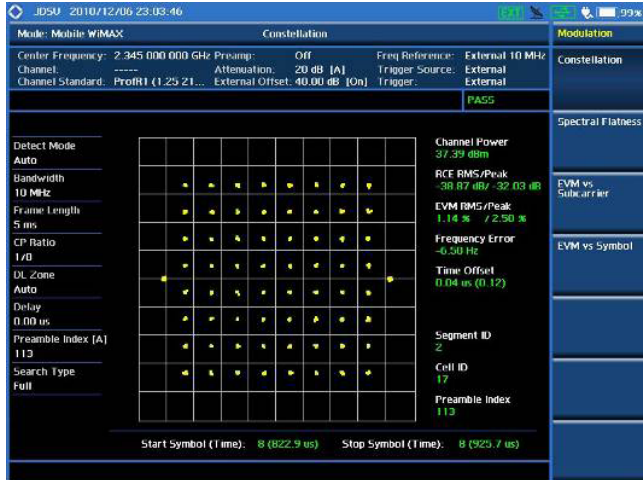 JDSU 2010/12/06 23:03:46 EXT 99%
Mode: Mobile WiMAX Constellation Modulation
Center Frequency: 2.345 000 000 GHz Preamp: Off Freq Reference: External 10 MHz
Channel: ----- Attenuation: 20 dB [A] Trigger Source: External
Channel Standard: ProfR1 (1.25 21... External Offset: 40.00 dB [On] Trigger: External
Constellation
PASS
Spectral Flatness
EVM vs
Subcarrier
EVM vs Symbol
Detect Mode
Auto
Bandwidth
10 MHz
Frame Length
5 ms
CP Ratio
1/8
DL Zone
Auto
Delay
0.00 us
Preamble Index [A]
113
Search Type
Full
Channel Power
37.39 dBm
RCE RMS/Peak
-38.87 dB/ -32.03 dB
EVM RMS/Peak
1.14 % / 2.50 %
Frequency Error
-6.50 Hz
Time Offset
0.04 us (0.12)
Segment ID
2
Cell ID
17
Preamble Index
113
Start Symbol (Time): 8 (822.9 us) Stop Symbol (Time): 8 (925.7 us)